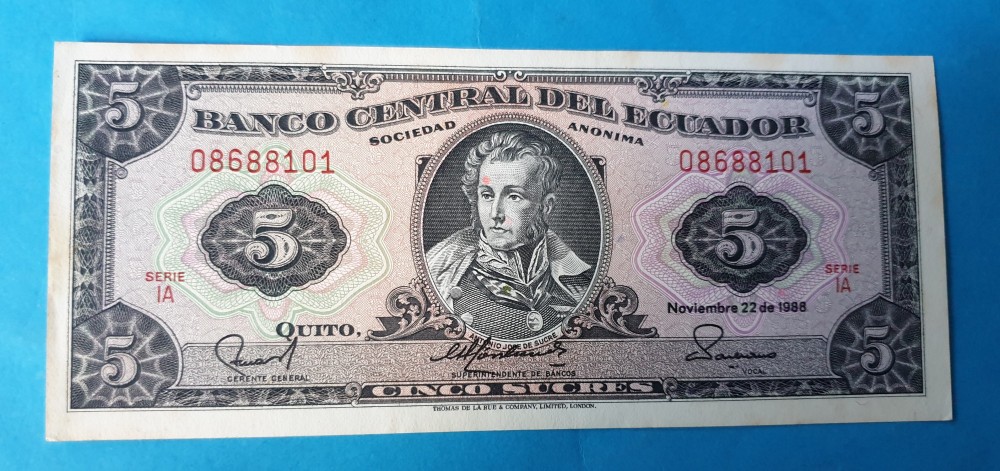 5 5
BANCO CENTRAL DEL ECUADOR
SOCIEDAD ANONIMA
08688101 08688101
5 5
SERIE IA SERIE IA
Noviembre 22 de 1988
QUITO,
ANTONIO JOSE DE SUCRE
5 5
GERENTE GENERAL SUPERINTENDENTE DE BANCOS VOCAL
CINCO SUCRES
THOMAS DE LA RUE & COMPANY, LIMITED, LONDON.